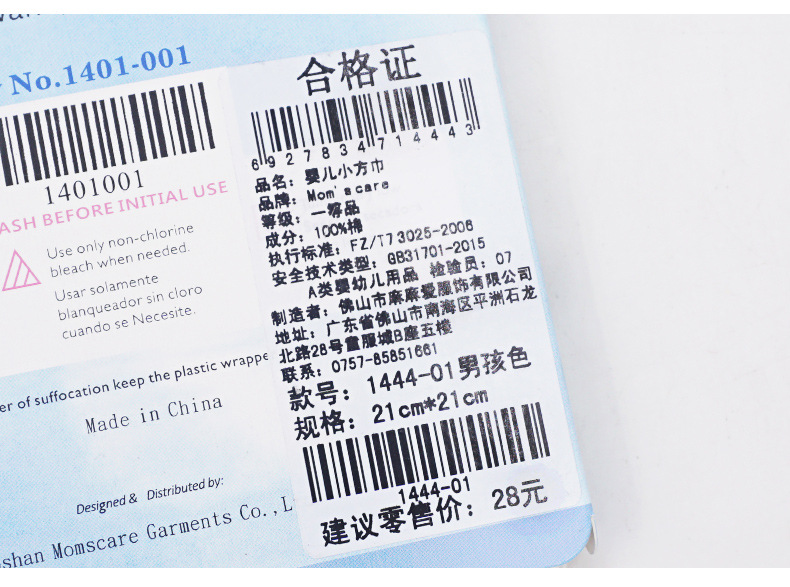 No.1401-001
1401001
ASH BEFORE INITIAL USE
Use only non-chlorine
bleach when needed.
Usar solamente
blanqueador sin cloro
cuando se Necesite.
er of suffocation keep the plastic wrappe
Made in China
Designed & Distributed by:
shan Momscare Garments Co.,L
合格证
6927834714443
品名：婴儿小方巾
品牌：Mom's care
等级：一等品
成分：100%棉
执行标准：FZ/T73025-2006
安全技术类型：GB31701-2015
A类婴幼儿用品 检验员：07
制造者：佛山市麻麻爱服饰有限公司
地址：广东省佛山市南海区平洲石龙
北路28号富服城B座五楼
联系：0757-85851661
款号：1444-01男孩色
规格：21cm*21cm
1444-01
建议零售价：28元